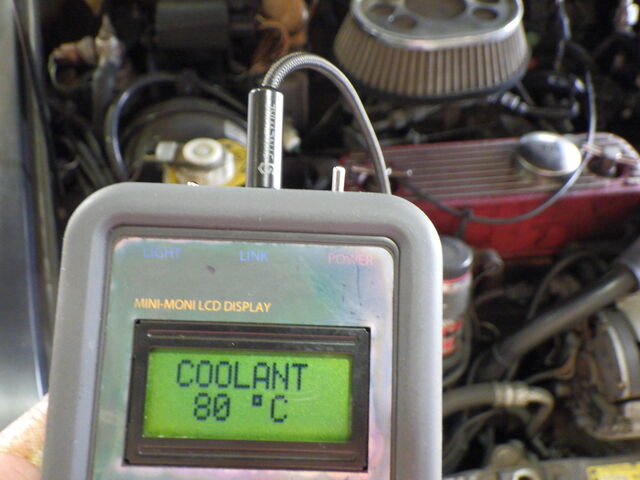 LIGHT LINK POWER
MINI-MONI LCD DISPLAY
COOLANT
80 °C